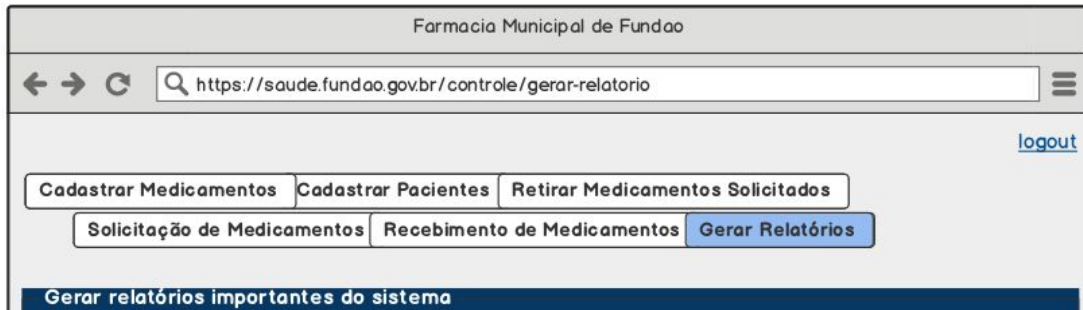 Farmacia Municipal de Fundao
https://saude.fundao.gov.br/controle/gerar-relatorio
logout
Cadastrar Medicamentos Cadastrar Pacientes Retirar Medicamentos Solicitados
Solicitação de Medicamentos Recebimento de Medicamentos Gerar Relatórios
Gerar relatórios importantes do sistema